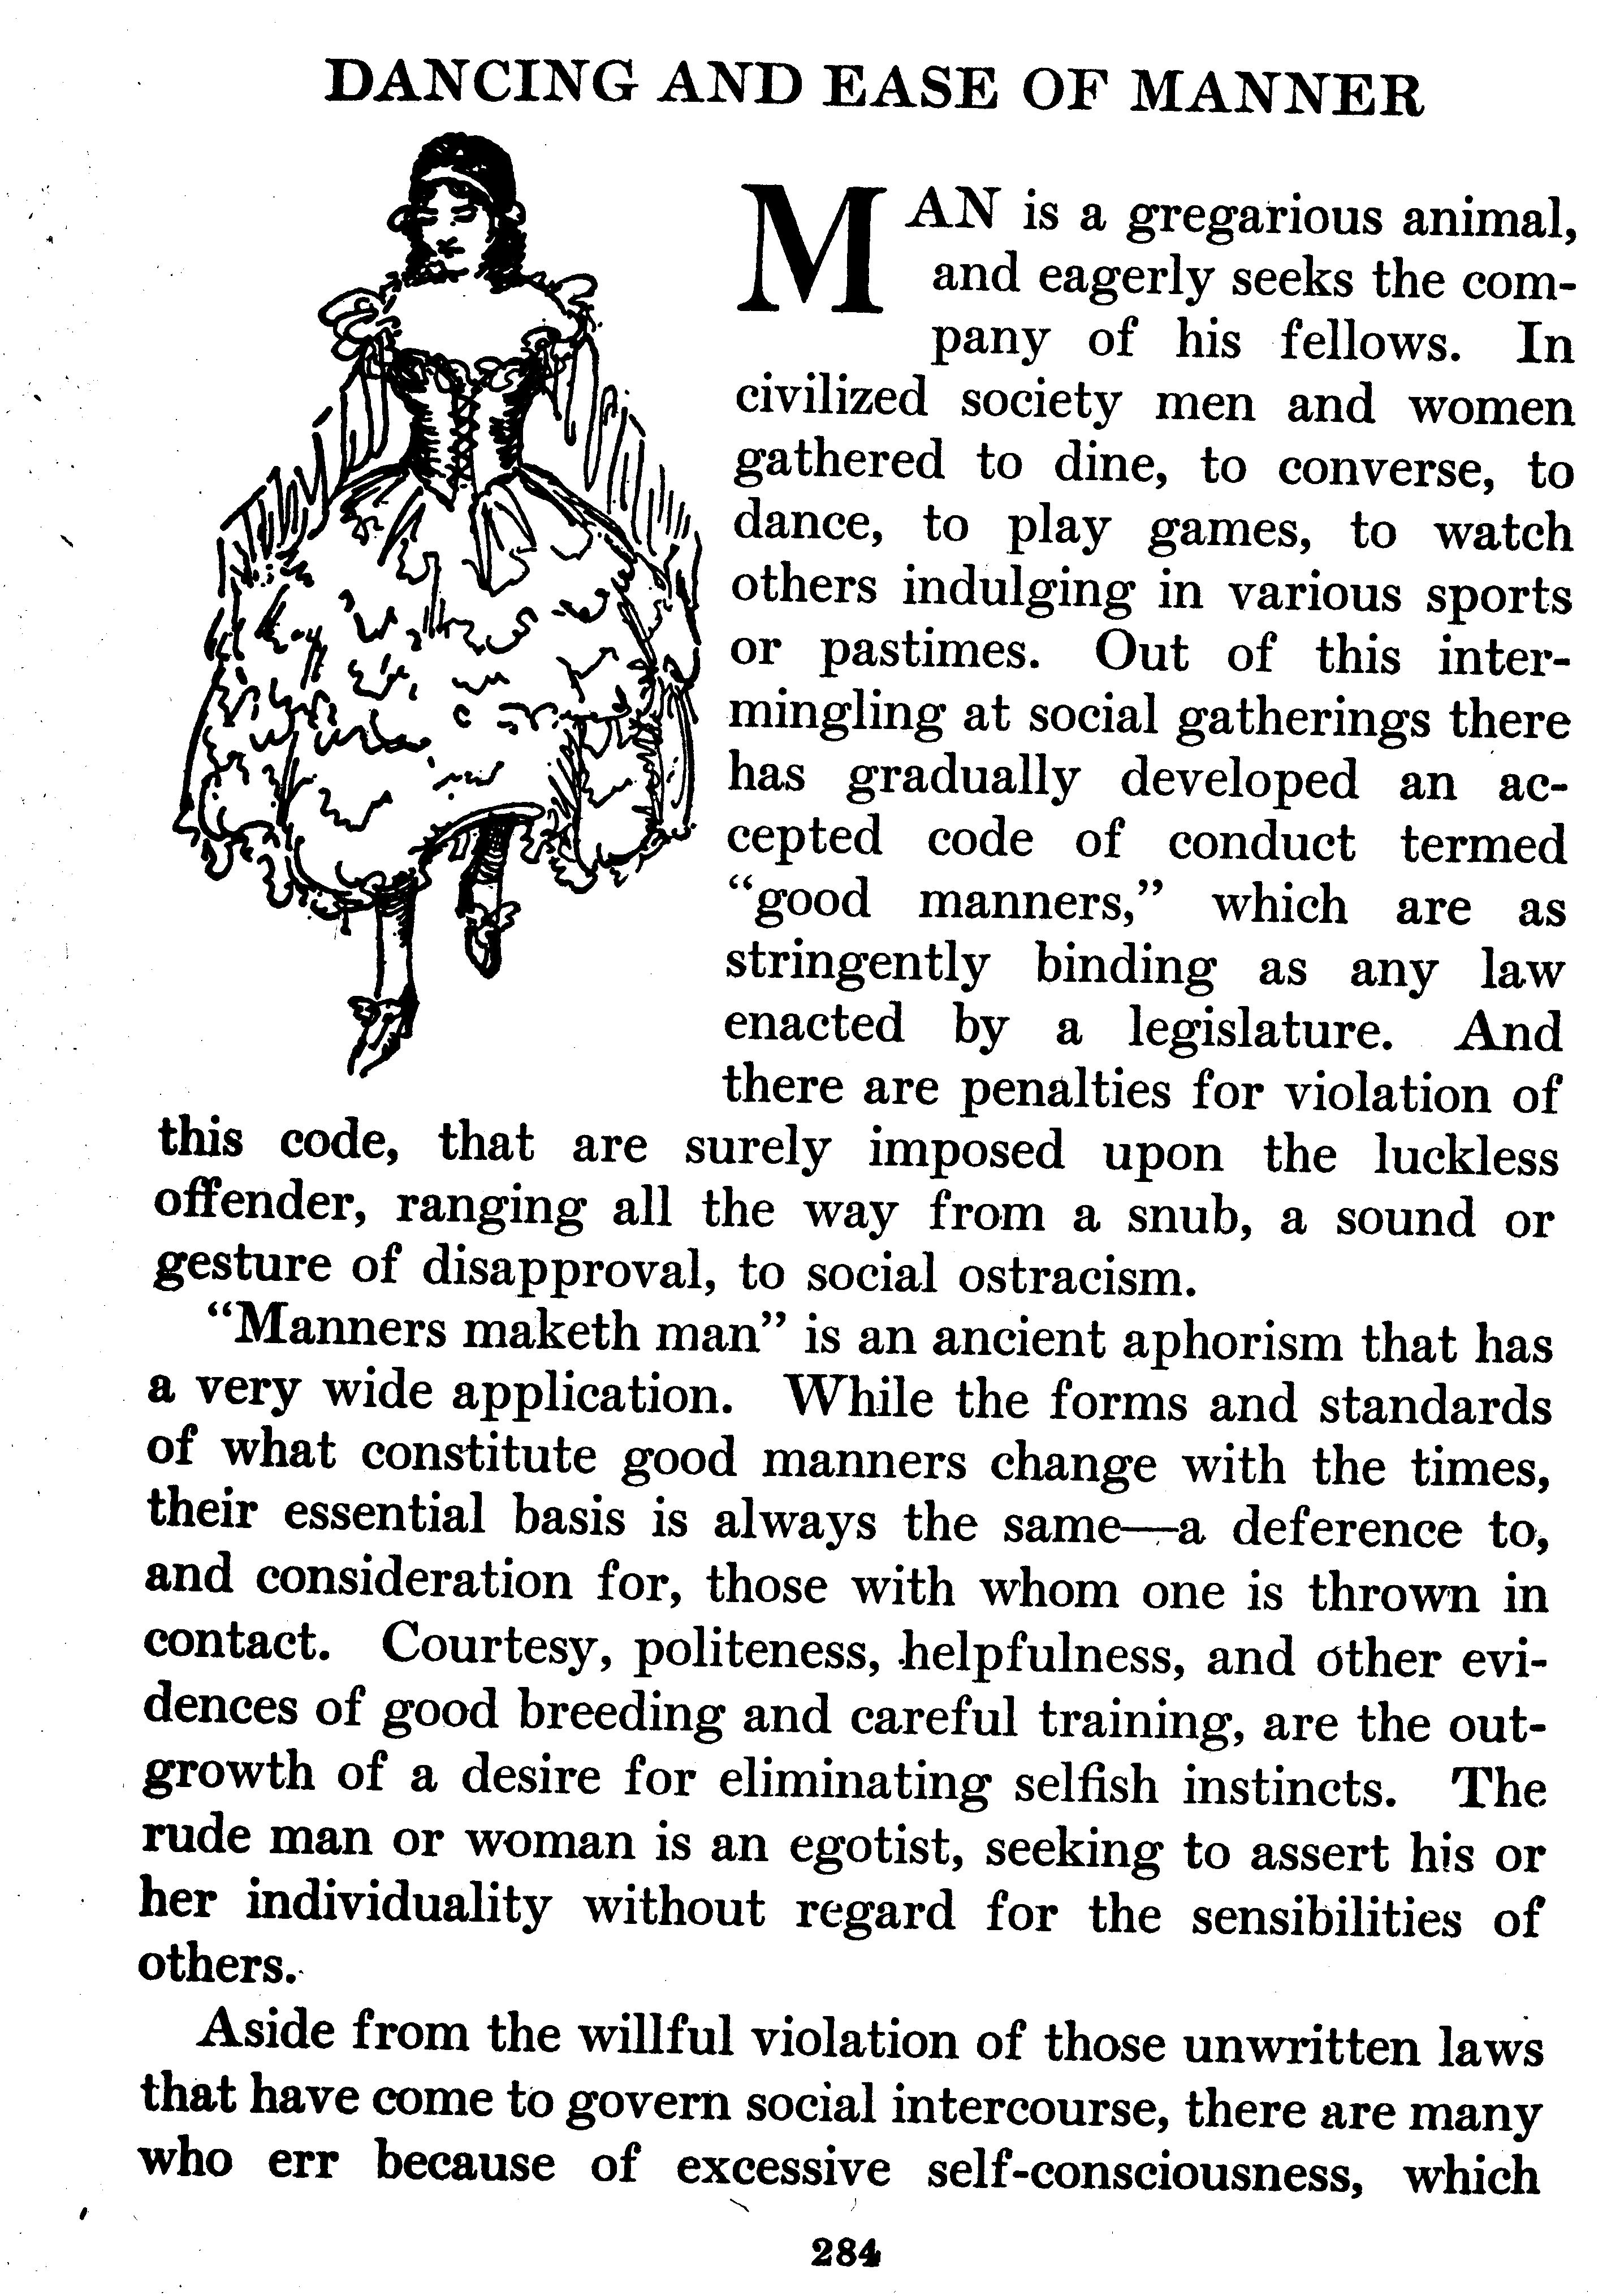 DANCING AND EASE OF MANNER
MAN is a gregarious animal,
and eagerly seeks the com-
pany of his fellows. In
civilized society men and women
gathered to dine, to converse, to
dance, to play games, to watch
others indulging in various sports
or pastimes. Out of this inter-
mingling at social gatherings there
has gradually developed an ac-
cepted code of conduct termed
“good manners,” which are as
stringently binding as any law
enacted by a legislature. And
there are penalties for violation of
this code, that are surely imposed upon the luckless
offender, ranging all the way from a snub, a sound or
gesture of disapproval, to social ostracism.
“Manners maketh man” is an ancient aphorism that has
a very wide application. While the forms and standards
of what constitute good manners change with the times,
their essential basis is always the same—a deference to,
and consideration for, those with whom one is thrown in
contact. Courtesy, politeness, helpfulness, and other evi-
dences of good breeding and careful training, are the out-
growth of a desire for eliminating selfish instincts. The
rude man or woman is an egotist, seeking to assert his or
her individuality without regard for the sensibilities of
others.
Aside from the willful violation of those unwritten laws
that have come to govern social intercourse, there are many
who err because of excessive self-consciousness, which
284